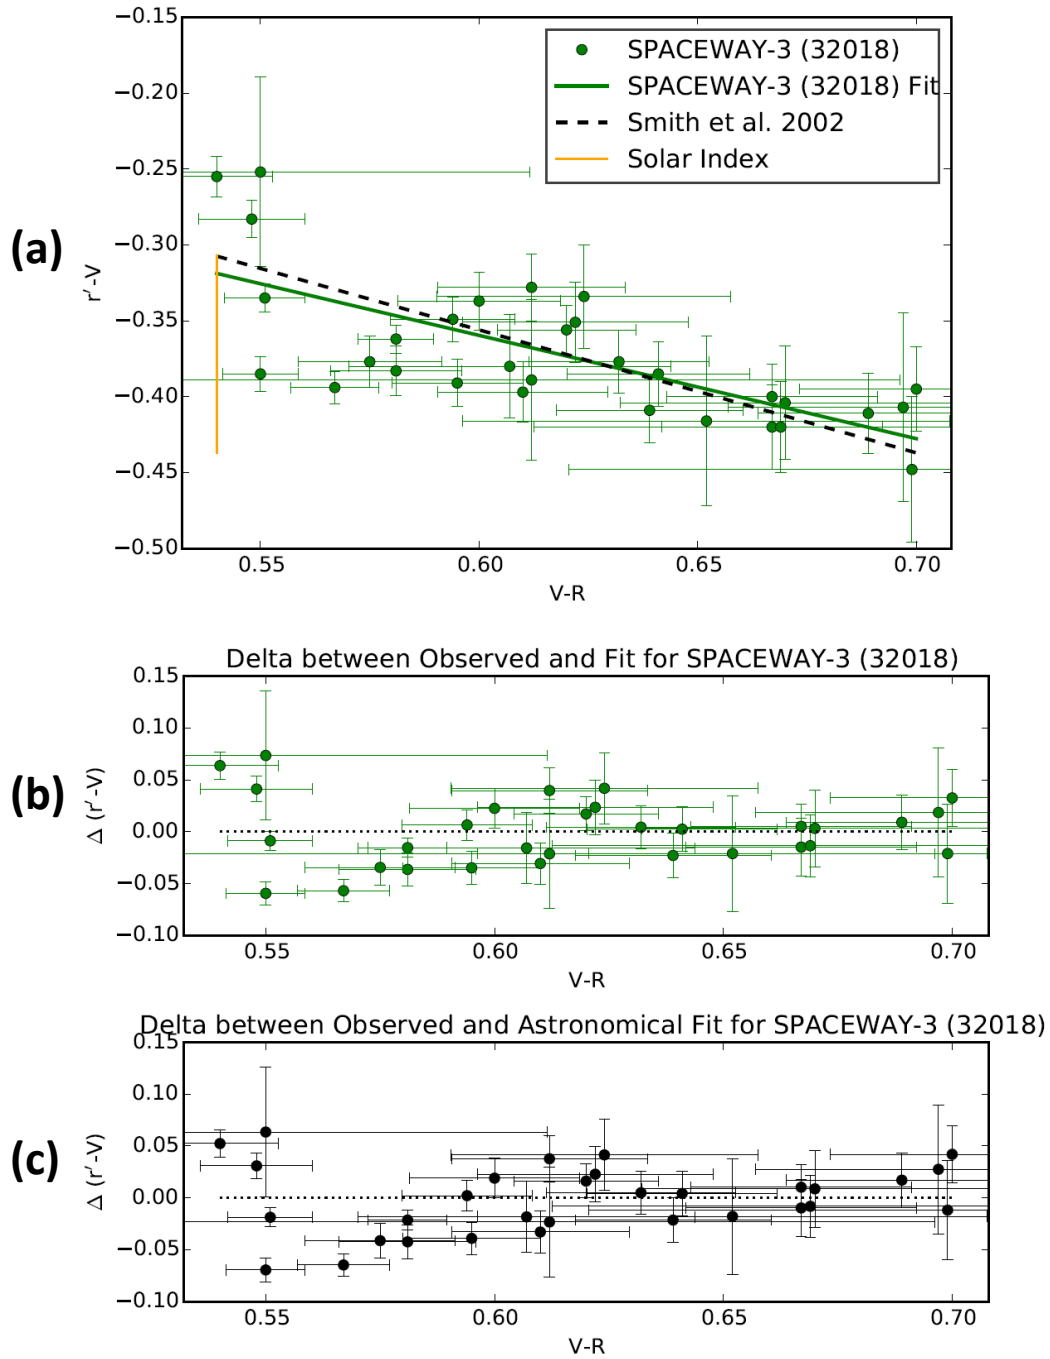 (a)
−0.15
−0.20
−0.25
−0.30
−0.35
−0.40
−0.45
−0.50
r′-V
SPACEWAY-3 (32018)
SPACEWAY-3 (32018) Fit
Smith et al. 2002
Solar Index
0.55 0.60 0.65 0.70
V-R
Delta between Observed and Fit for SPACEWAY-3 (32018)
(b)
0.15
0.10
0.05
0.00
−0.05
−0.10
Δ (r′-V)
0.55 0.60 0.65 0.70
V-R
Delta between Observed and Astronomical Fit for SPACEWAY-3 (32018)
(c)
0.15
0.10
0.05
0.00
−0.05
−0.10
Δ (r′-V)
0.55 0.60 0.65 0.70
V-R